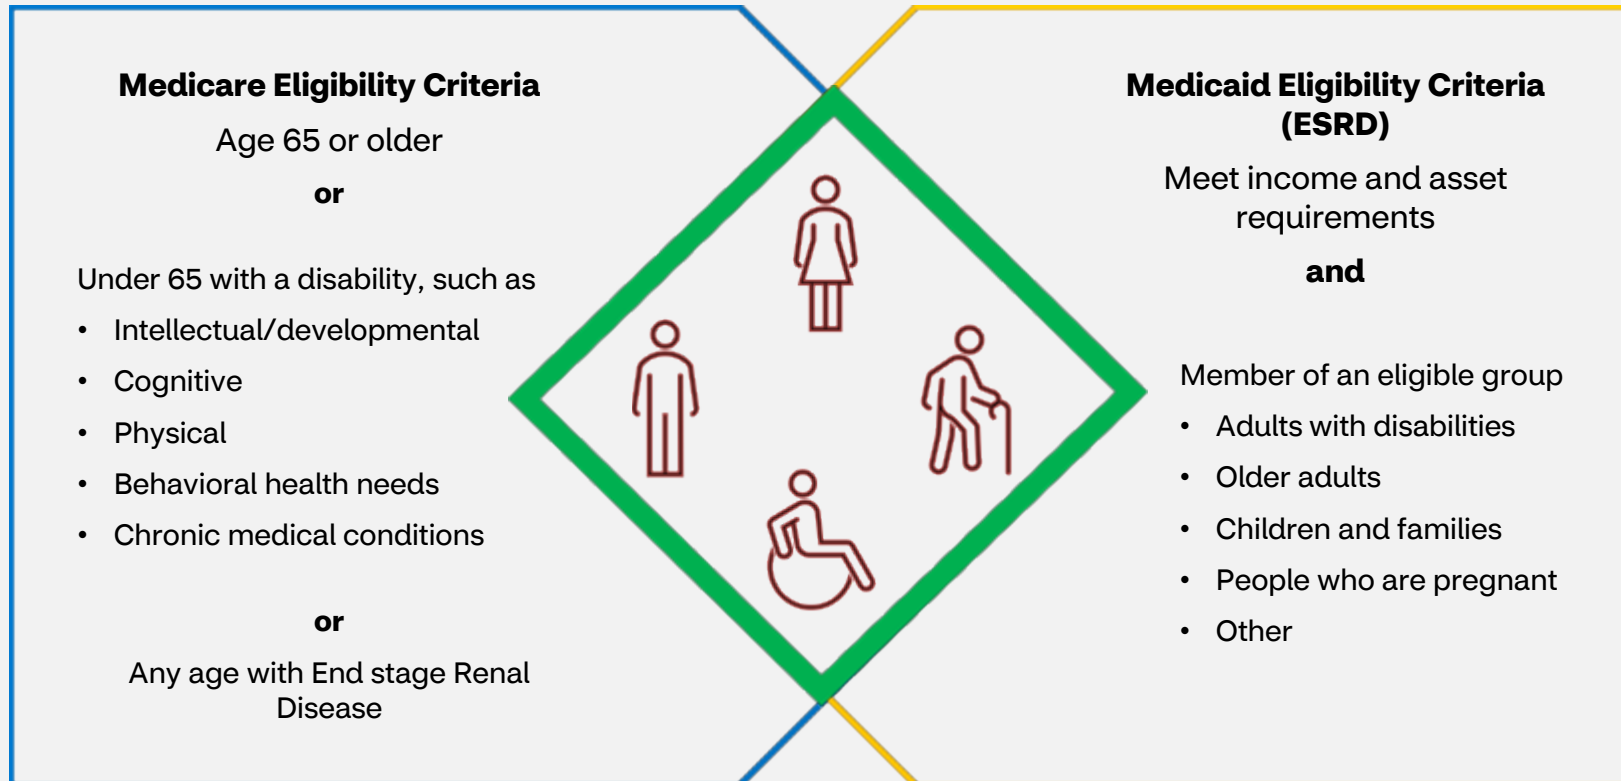 Medicare Eligibility Criteria
Age 65 or older
or
Under 65 with a disability, such as
• Intellectual/developmental
• Cognitive
• Physical
• Behavioral health needs
• Chronic medical conditions
or
Any age with End stage Renal
Disease
Medicaid Eligibility Criteria
(ESRD)
Meet income and asset
requirements
and
Member of an eligible group
• Adults with disabilities
• Older adults
• Children and families
• People who are pregnant
• Other